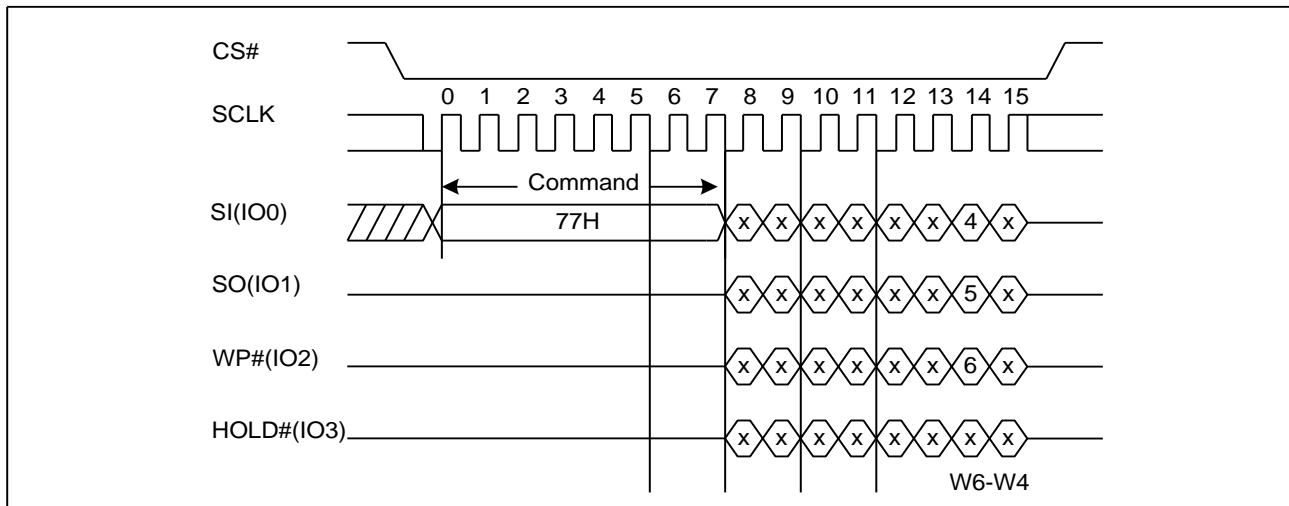 CS#
0 1 2 3 4 5 6 7 8 9 10 11 12 13 14 15
SCLK
Command
SI(IO0) 77H x x x x x x 4 x
SO(IO1) x x x x x x 5 x
WP#(IO2) x x x x x x 6 x
HOLD#(IO3) x x x x x x x x
W6-W4